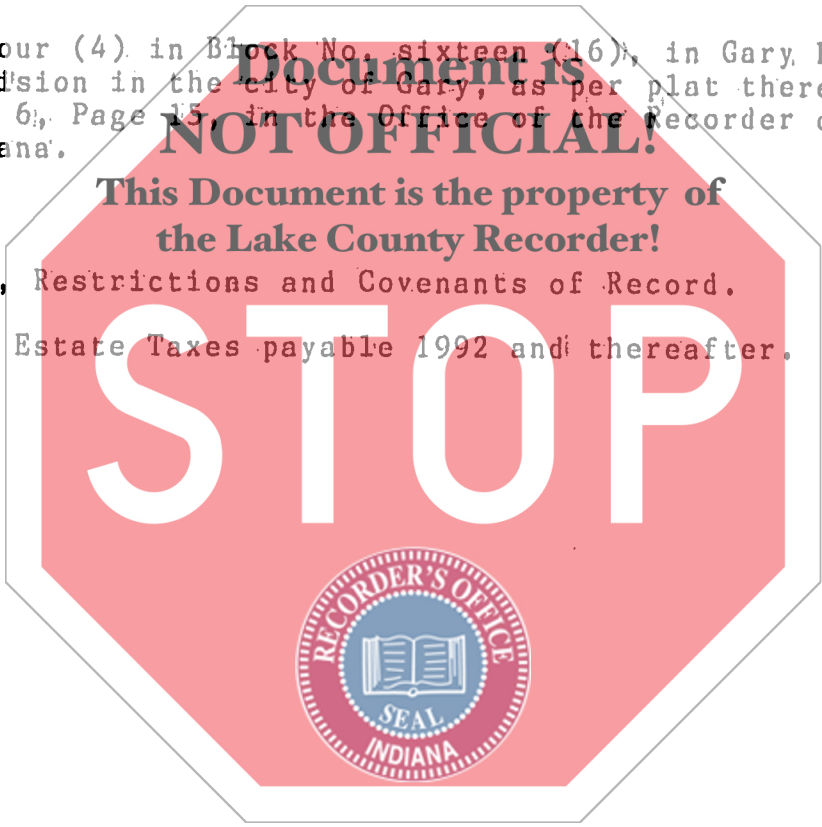 our (4) in Block No. sixteen (16), in Gary
Document is
ision in the city of Gary, as per plat there
6, Page 15, in the Office of the Recorder o
NOT OFFICIAL!
ana.
This Document is the property of
the Lake County Recorder!
, Restrictions and Covenants of Record.
Estate Taxes payable 1992 and thereafter.
STOP
RECORDER'S OFFICE
SEAL
INDIANA